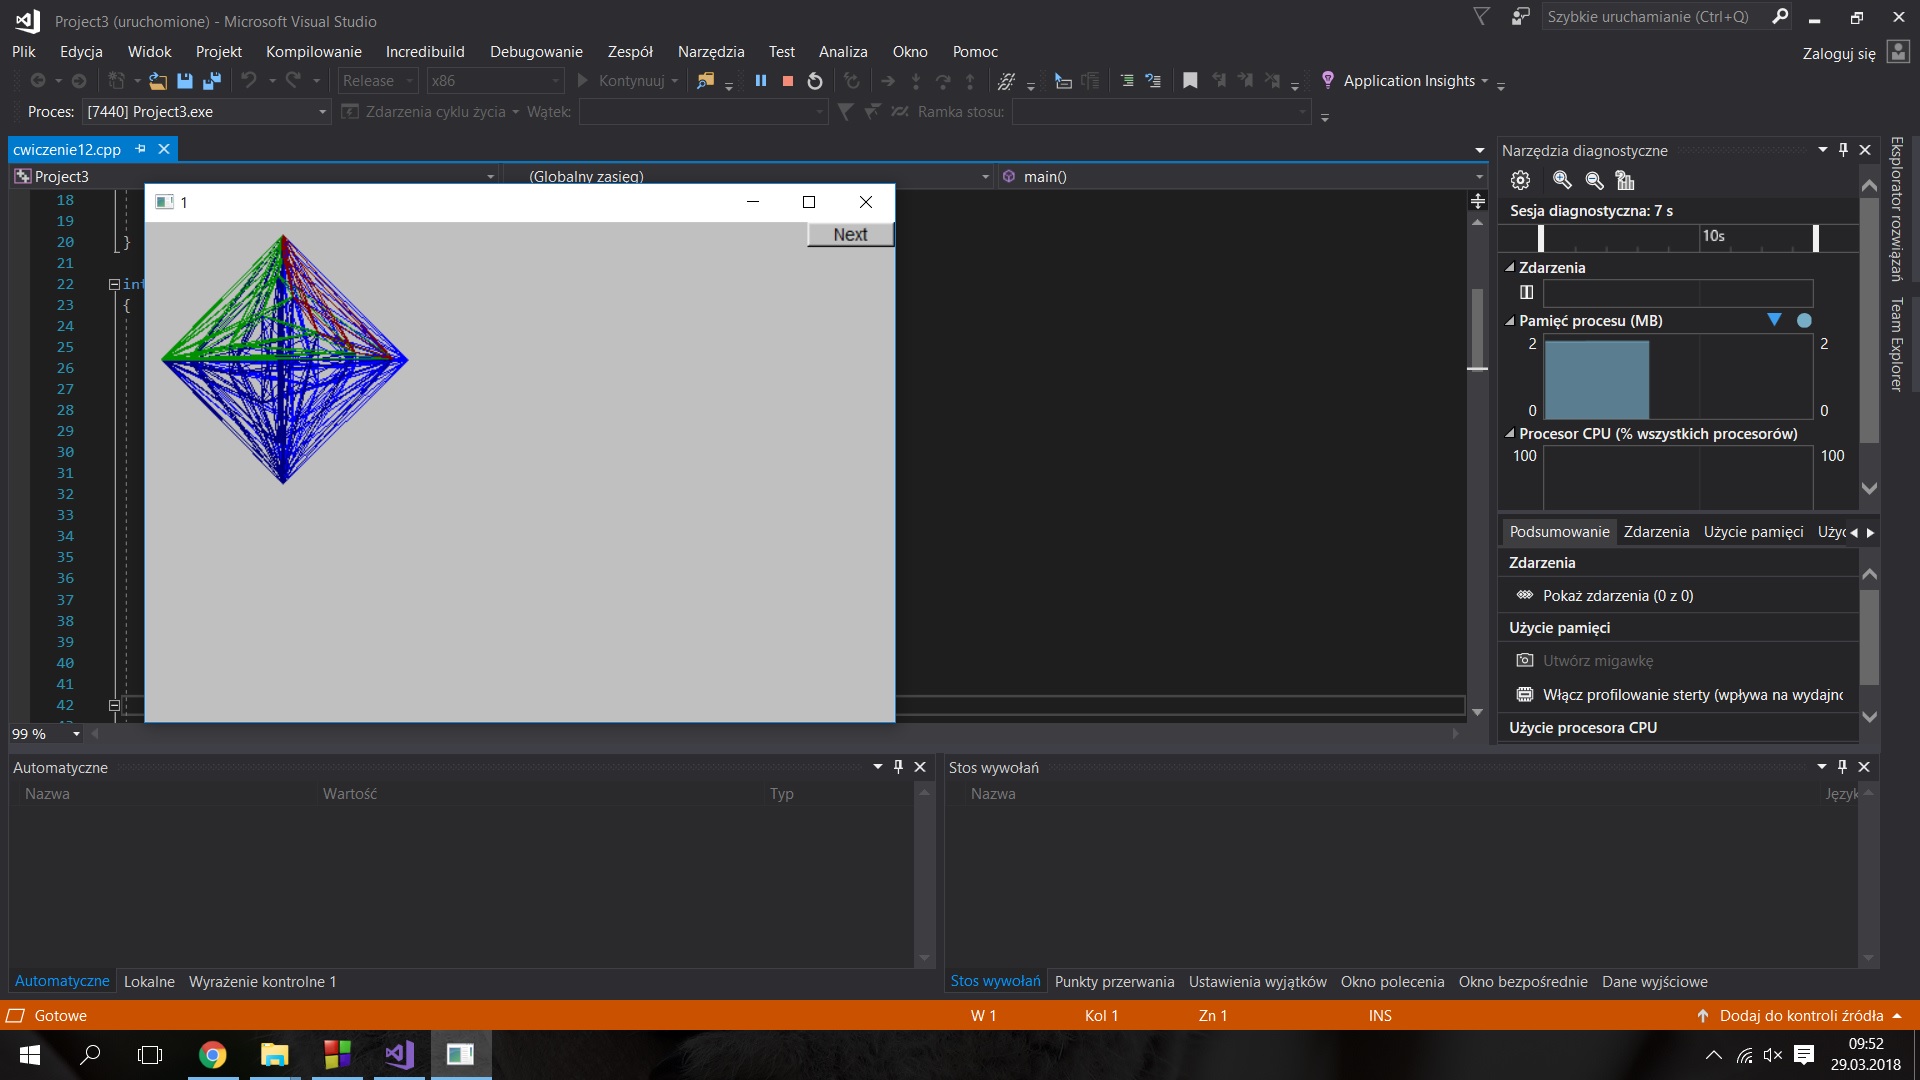 Project3 (uruchomione) - Microsoft Visual Studio
Szybkie uruchamianie (Ctrl+Q)
Plik Edycja Widok Projekt Kompilowanie Incredibuild Debugowanie Zespół Narzędzia Test Analiza Okno Pomoc
Zaloguj się
Release x86 Kontynuuj Application Insights
Proces: [7440] Project3.exe Zdarzenia cyklu życia Wątek: Ramka stosu:
cwiczenie12.cpp
Project3 (Globalny zasięg) main()
1
Next
18
19
20 }
21
22 int
23 {
24
25
26
27
28
29
30
31
32
33
34
35
36
37
38
39
40
41
42
99 %
Narzędzia diagnostyczne
Sesja diagnostyczna: 7 s
10s
Zdarzenia
Pamięć procesu (MB)
2 2
0 0
Procesor CPU (% wszystkich procesorów)
100 100
Podsumowanie Zdarzenia Użycie pamięci Użyc
Zdarzenia
Pokaż zdarzenia (0 z 0)
Użycie pamięci
Utwórz migawkę
Włącz profilowanie sterty (wpływa na wydajno
Użycie procesora CPU
Eksplorator rozwiązań
Team Explorer
Automatyczne
Nazwa Wartość Typ
Automatyczne Lokalne Wyrażenie kontrolne 1
Stos wywołań
Nazwa Język
Stos wywołań Punkty przerwania Ustawienia wyjątków Okno polecenia Okno bezpośrednie Dane wyjściowe
Gotowe W 1 Kol 1 Zn 1 INS Dodaj do kontroli źródła
09:52
29.03.2018